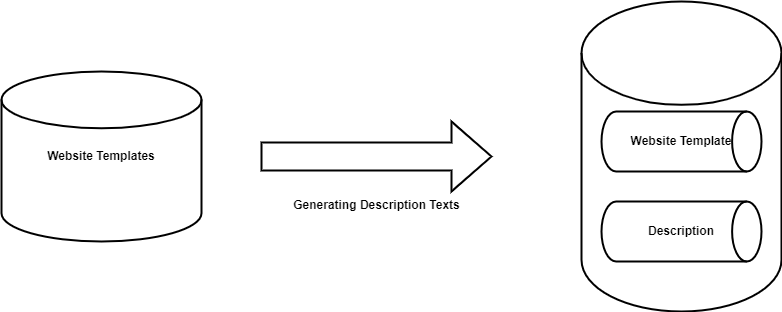 Website Templates
Generating Description Texts
Website Template
Description